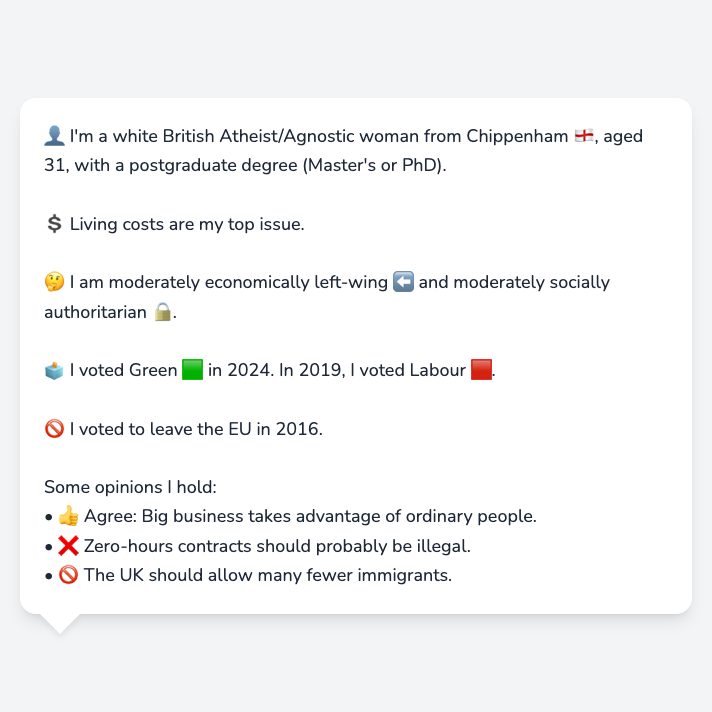 👤 I'm a white British Atheist/Agnostic woman from Chippenham 🏴󠁧󠁢󠁥󠁮󠁧󠁿, aged
31, with a postgraduate degree (Master's or PhD).
💲 Living costs are my top issue.
🤔 I am moderately economically left-wing ⬅️ and moderately socially
authoritarian 🔒.
🗳️ I voted Green 🟩 in 2024. In 2019, I voted Labour 🟥.
🚫 I voted to leave the EU in 2016.
Some opinions I hold:
• 👍 Agree: Big business takes advantage of ordinary people.
• ❌ Zero-hours contracts should probably be illegal.
• 🚫 The UK should allow many fewer immigrants.